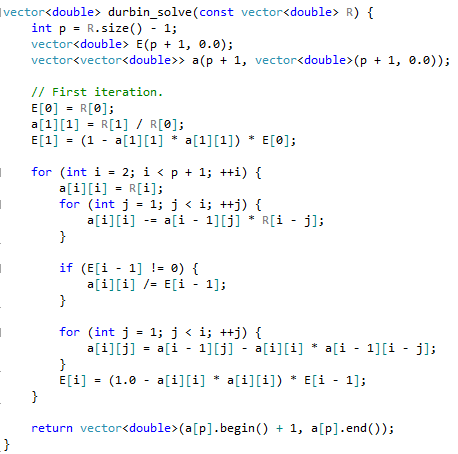 vector<double> durbin_solve(const vector<double> R) {
    int p = R.size() - 1;
    vector<double> E(p + 1, 0.0);
    vector<vector<double>> a(p + 1, vector<double>(p + 1, 0.0));

    // First iteration.
    E[0] = R[0];
    a[1][1] = R[1] / R[0];
    E[1] = (1 - a[1][1] * a[1][1]) * E[0];

    for (int i = 2; i < p + 1; ++i) {
        a[i][i] = R[i];
        for (int j = 1; j < i; ++j) {
            a[i][i] -= a[i - 1][j] * R[i - j];
        }

        if (E[i - 1] != 0) {
            a[i][i] /= E[i - 1];
        }

        for (int j = 1; j < i; ++j) {
            a[i][j] = a[i - 1][j] - a[i][i] * a[i - 1][i - j];
        }
        E[i] = (1.0 - a[i][i] * a[i][i]) * E[i - 1];
    }

    return vector<double>(a[p].begin() + 1, a[p].end());
}